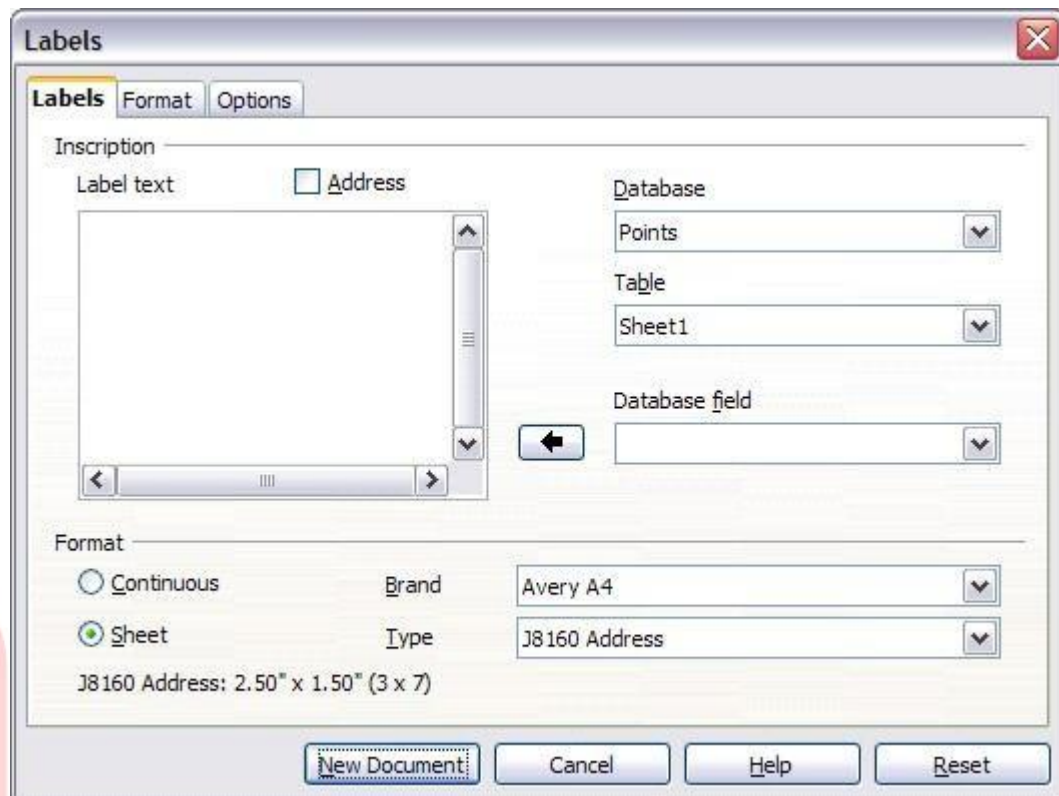 Labels
Labels Format Options
Inscription
Label text Address
Database
Points
Table
Sheet1
Database field
Format
Continuous Brand Avery A4
Sheet Type J8160 Address
J8160 Address: 2.50" x 1.50" (3 x 7)
New Document Cancel Help Reset